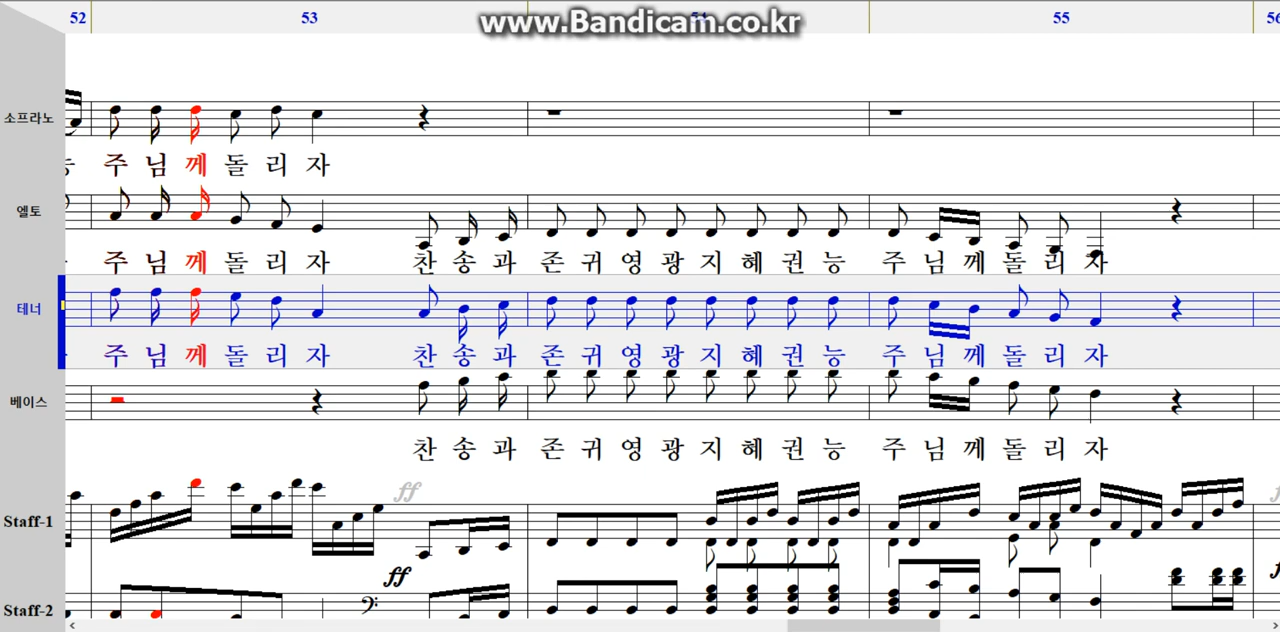 52 53 55
www.Bandicam.co.kr
소프라노
주 님 께 돌 리 자
엘토
주 님 께 돌 리 자 찬 송 과 존 귀 영 광 지 혜 권 능 주 님 께 돌 리 자
테너
주 님 께 돌 리 자 찬 송 과 존 귀 영 광 지 혜 권 능 주 님 께 돌 리 자
베이스
찬 송 과 존 귀 영 광 지 혜 권 능 주 님 께 돌 리 자
ff
Staff-1
ff
Staff-2